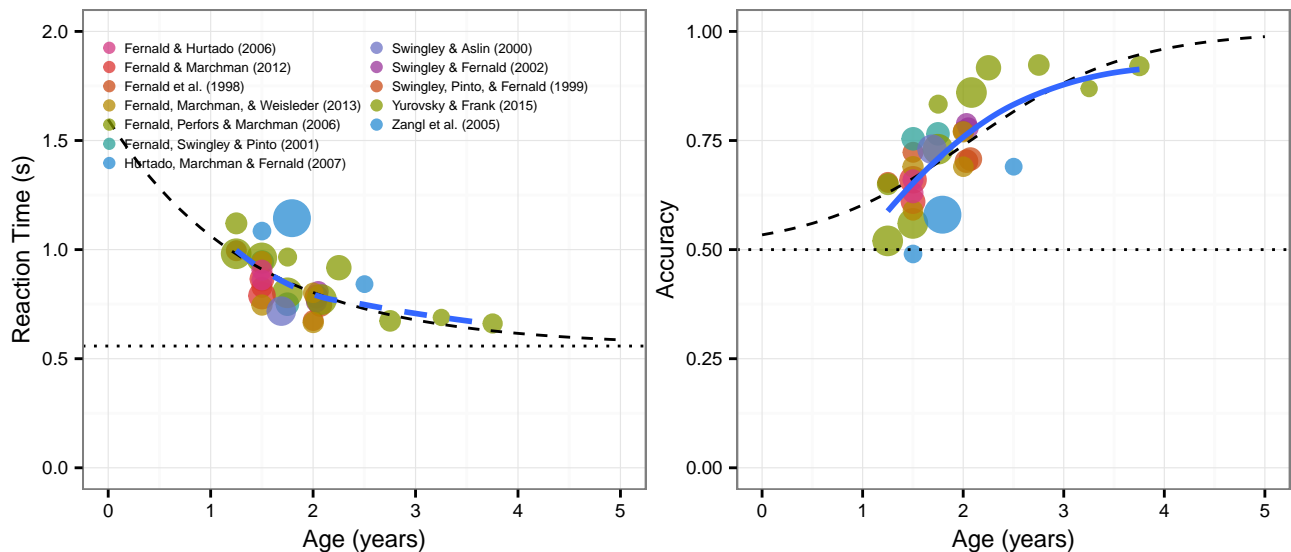 2.0
1.5
1.0
0.5
0.0
Reaction Time (s)
Fernald & Hurtado (2006)
Fernald & Marchman (2012)
Fernald et al. (1998)
Fernald, Marchman, & Weisleder (2013)
Fernald, Perfors & Marchman (2006)
Fernald, Swingley & Pinto (2001)
Hurtado, Marchman & Fernald (2007)
Swingley & Aslin (2000)
Swingley & Fernald (2002)
Swingley, Pinto, & Fernald (1999)
Yurovsky & Frank (2015)
Zangl et al. (2005)
0 1 2 3 4 5
Age (years)
1.00
0.75
0.50
0.25
0.00
Accuracy
0 1 2 3 4 5
Age (years)